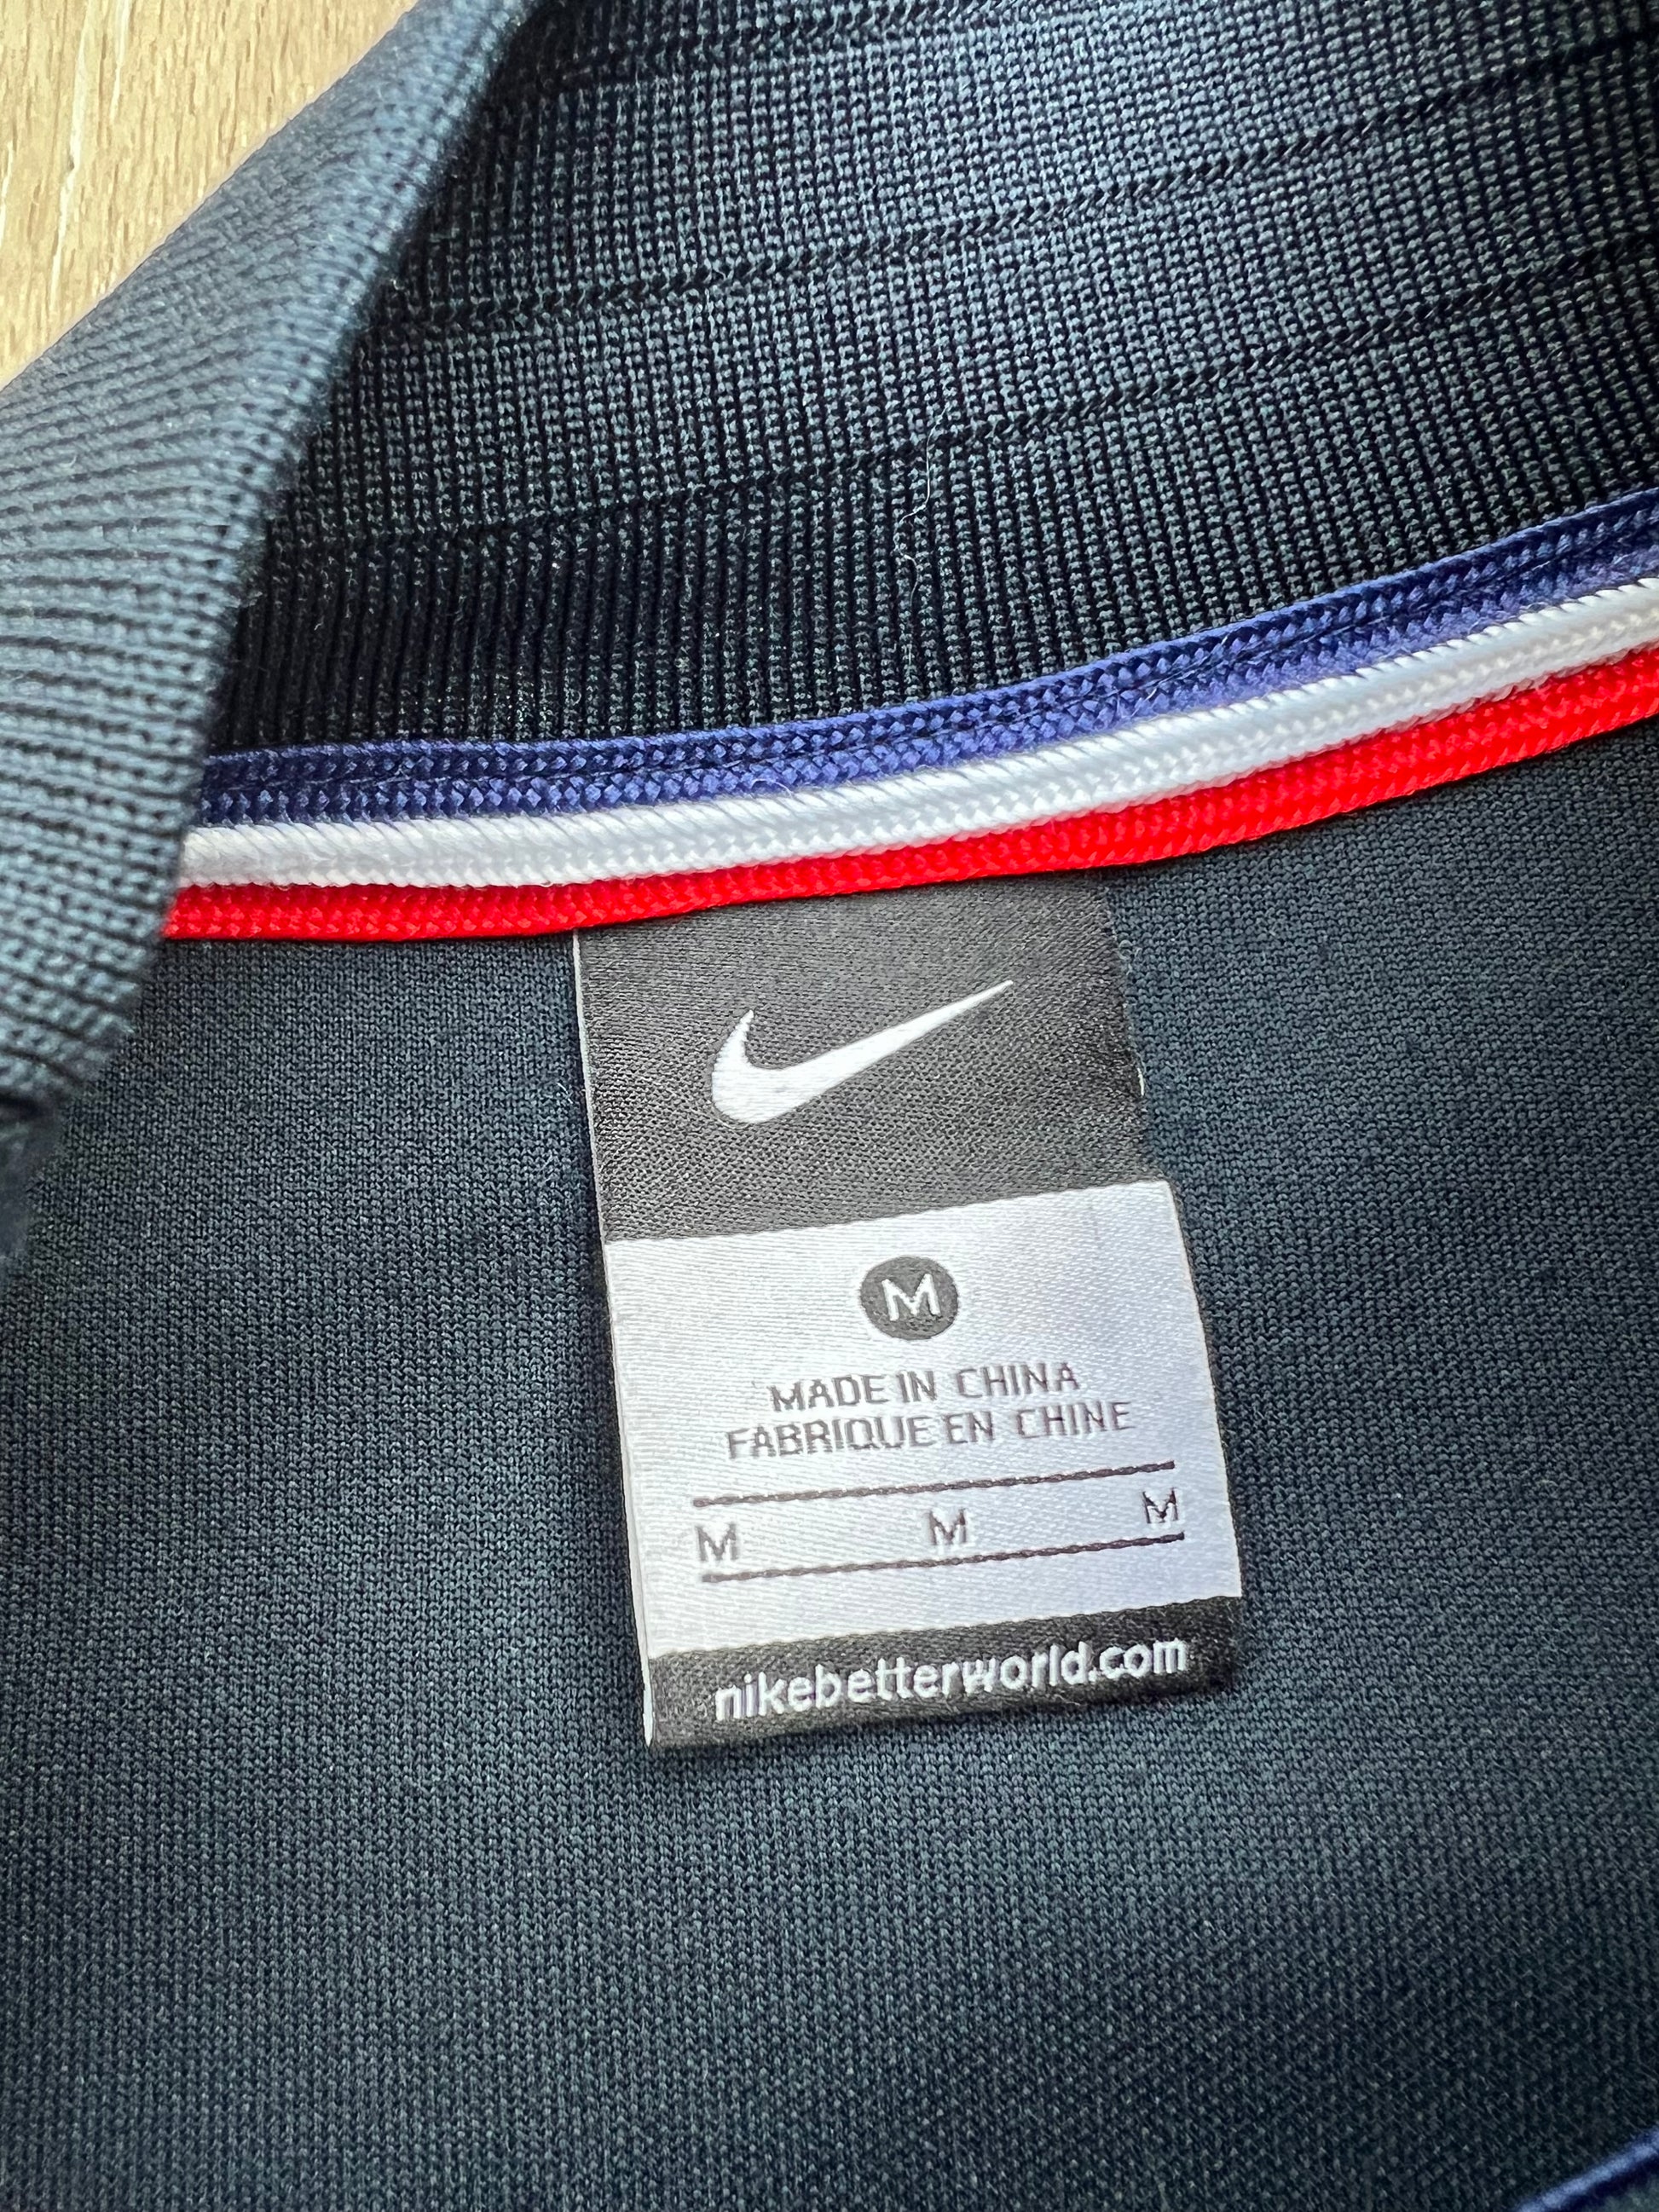 M
MADE IN CHINA
FABRIQUE EN CHINE
M M M
nikebetterworld.com